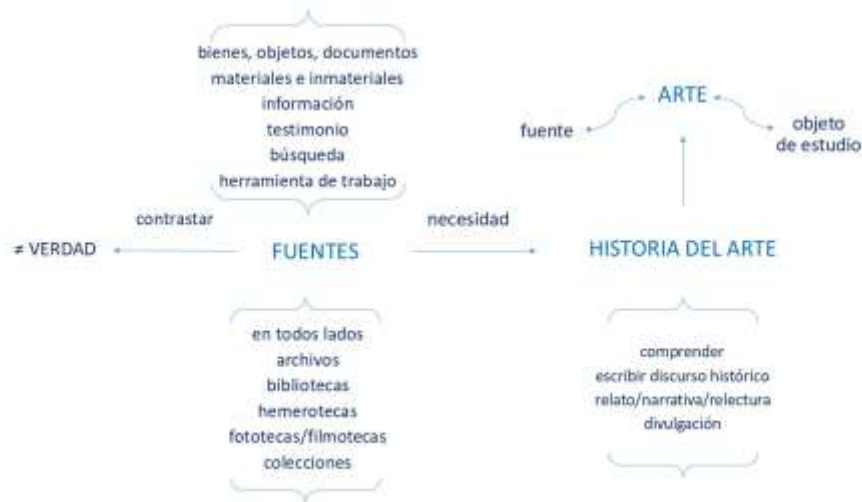 bienes, objetos, documentos
materiales e inmateriales
información
testimonio
búsqueda
herramienta de trabajo
ARTE
fuente
objeto
de estudio
contrastar
necesidad
≠ VERDAD
FUENTES
HISTORIA DEL ARTE
en todos lados
archivos
bibliotecas
hemerotecas
fototecas/filmotecas
colecciones
comprender
escribir discurso histórico
relato/narrativa/relectura
divulgación